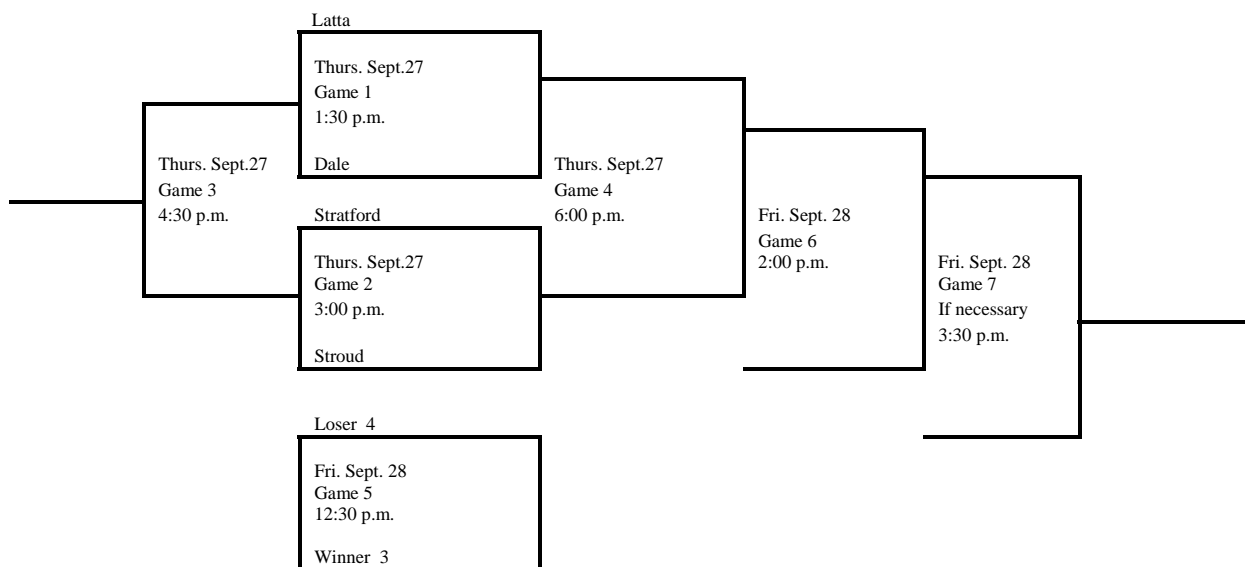 Latta
Thurs. Sept.27
Game 1
1:30 p.m.
Dale
Thurs. Sept.27
Game 3
4:30 p.m.
Thurs. Sept.27
Game 4
6:00 p.m.
Stratford
Thurs. Sept.27
Game 2
3:00 p.m.
Stroud
Fri. Sept. 28
Game 6
2:00 p.m.
Fri. Sept. 28
Game 7
If necessary
3:30 p.m.
Loser  4
Fri. Sept. 28
Game 5
12:30 p.m.
Winner  3